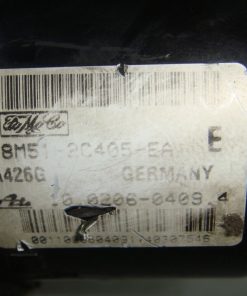 FoMoCo
8M51-2C405-EA E
A426G GERMANY
10.0206-0409.4